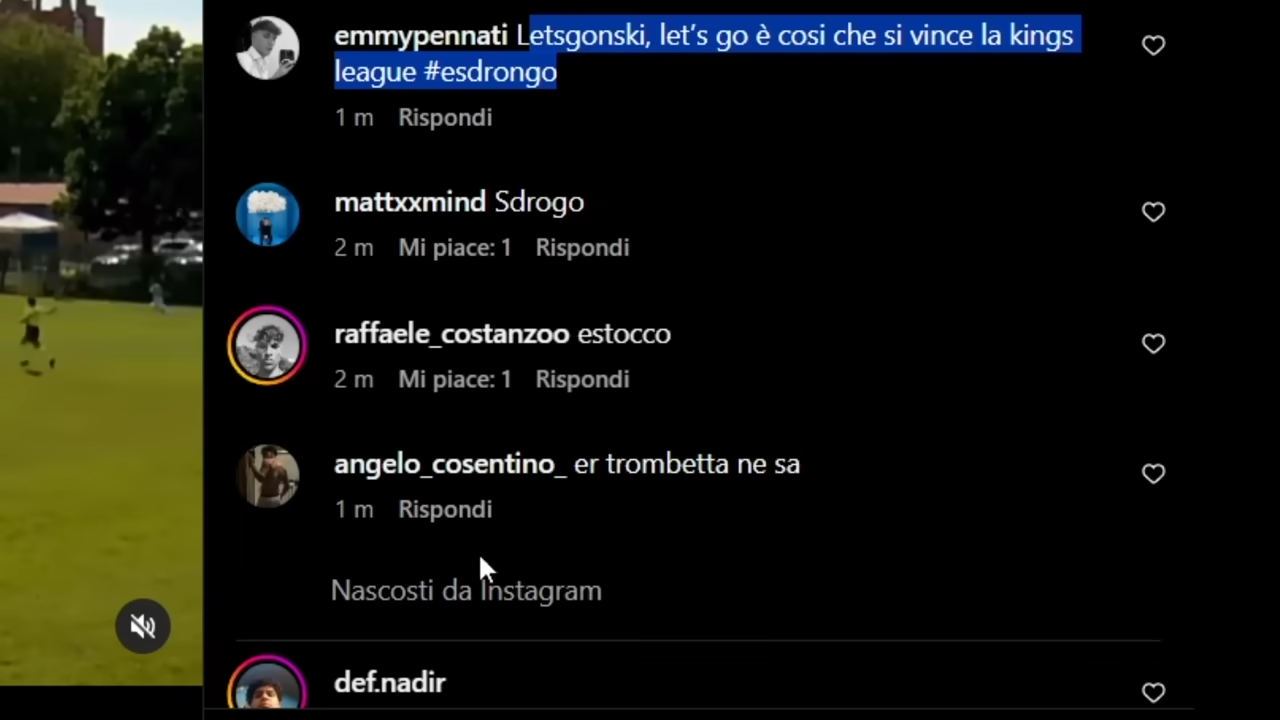 emmypennati Letsgonski, let’s go è cosi che si vince la kings
league #esdrongo
1 m Rispondi
mattxxmind Sdrogo
2 m Mi piace: 1 Rispondi
raffaele_costanzoo estocco
2 m Mi piace: 1 Rispondi
angelo_cosentino_ er trombetta ne sa
1 m Rispondi
Nascosti da Instagram
def.nadir